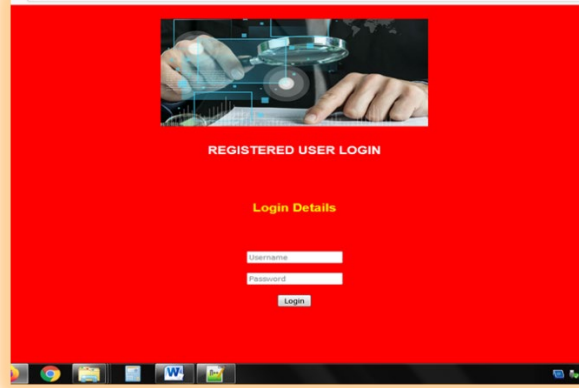 REGISTERED USER LOGIN
Login Details
Username
Password
Login